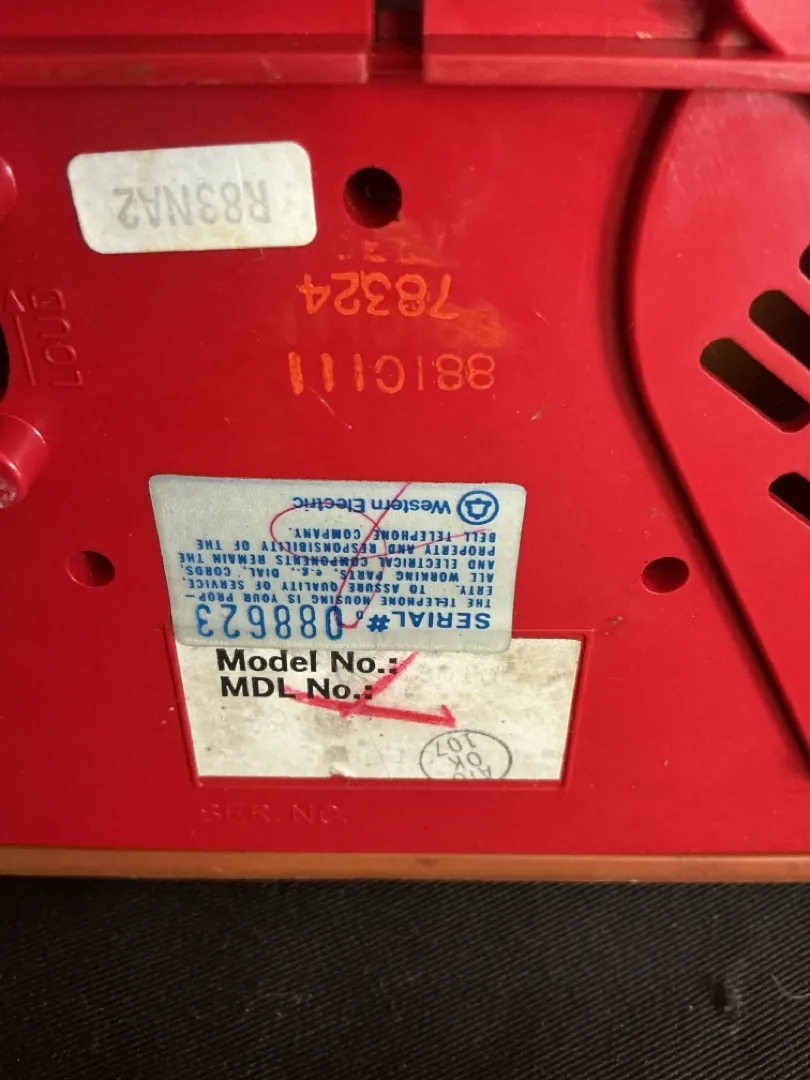 R83NA2
78324
8810111
LOUD
SERIAL # D 088623
THE TELEPHONE HOUSING IS YOUR PROP-
ERTY. TO ASSURE QUALITY OF SERVICE,
ALL WORKING PARTS, e.g., DIAL, CORDS,
AND ELECTRICAL COMPONENTS REMAIN THE
PROPERTY AND RESPONSIBILITY OF THE
BELL TELEPHONE COMPANY.
Western Electric
Model No.:
MDL No.:
107
OK
SER. NO.